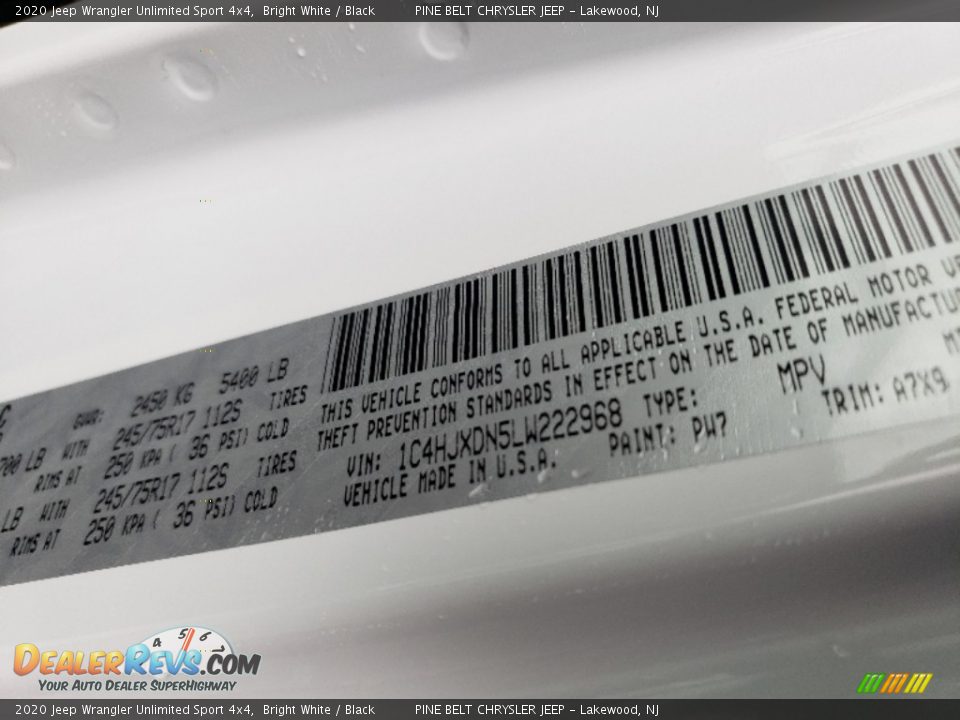 2020 Jeep Wrangler Unlimited Sport 4x4, Bright White / Black PINE BELT CHRYSLER JEEP – Lakewood, NJ
GVWR: 2450 KG 5400 LB
700 LB WITH 245/75R17 112S TIRES
RIMS AT 250 KPA ( 36 PSI) COLD
LB WITH 245/75R17 112S TIRES
RIMS AT 250 KPA ( 36 PSI) COLD
THIS VEHICLE CONFORMS TO ALL APPLICABLE U.S.A. FEDERAL MOTOR
THEFT PREVENTION STANDARDS IN EFFECT ON THE DATE OF MANUFACTU
VIN: 1C4HJXDN5LW222968 TYPE: MPV
VEHICLE MADE IN U.S.A. PAINT: PW7 TRIM: A7X9
4 5 6
DEALERREVS.COM
YOUR AUTO DEALER SUPERHIGHWAY
2020 Jeep Wrangler Unlimited Sport 4x4, Bright White / Black PINE BELT CHRYSLER JEEP – Lakewood, NJ